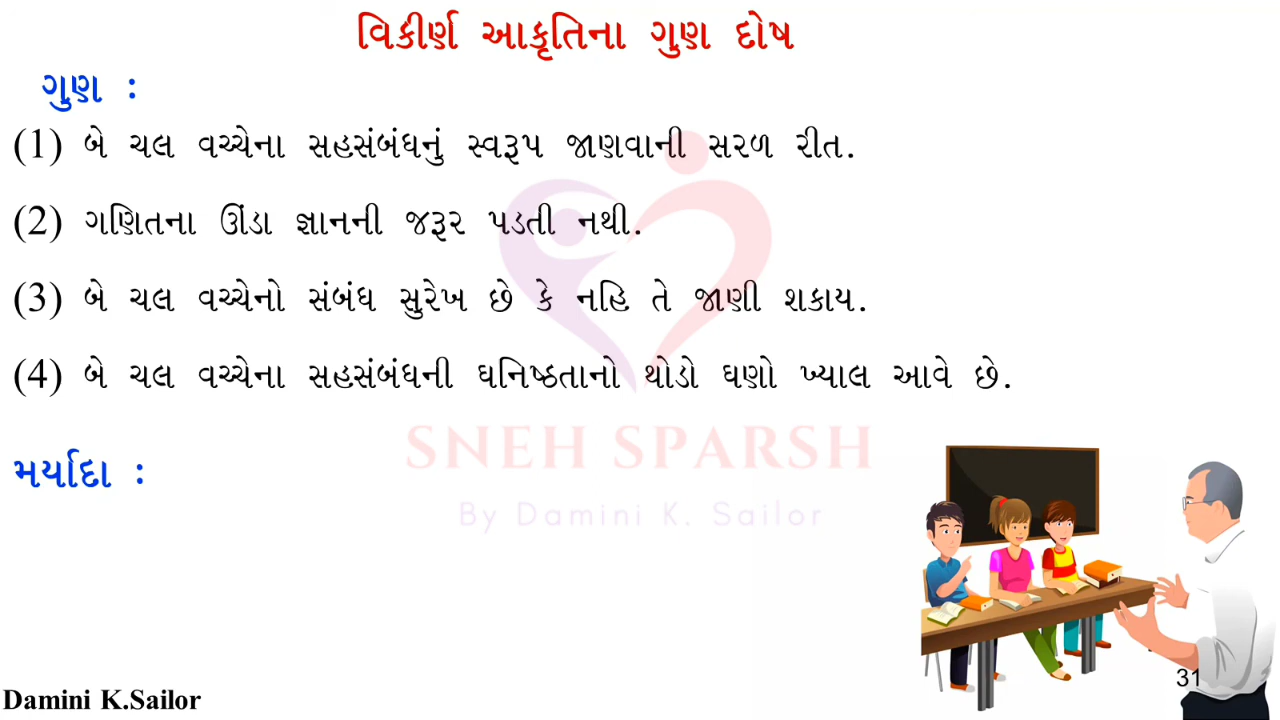 વિકીર્ણ આકૃતિના ગુણ દોષ
ગુણ :
(1) બે ચલ વચ્ચેના સહસંબંધનું સ્વરૂપ જાણવાની સરળ રીત.
(2) ગણિતના ઊંડા જ્ઞાનની જરૂર પડતી નથી.
(3) બે ચલ વચ્ચેનો સંબંધ સુરેખ છે કે નહિ તે જાણી શકાય.
(4) બે ચલ વચ્ચેના સહસંબંધની ઘનિષ્ઠતાનો થોડો ઘણો ખ્યાલ આવે છે.
SNEH SPARSH
મર્યાદા :
By Damini K. Sailor
31
Damini K.Sailor